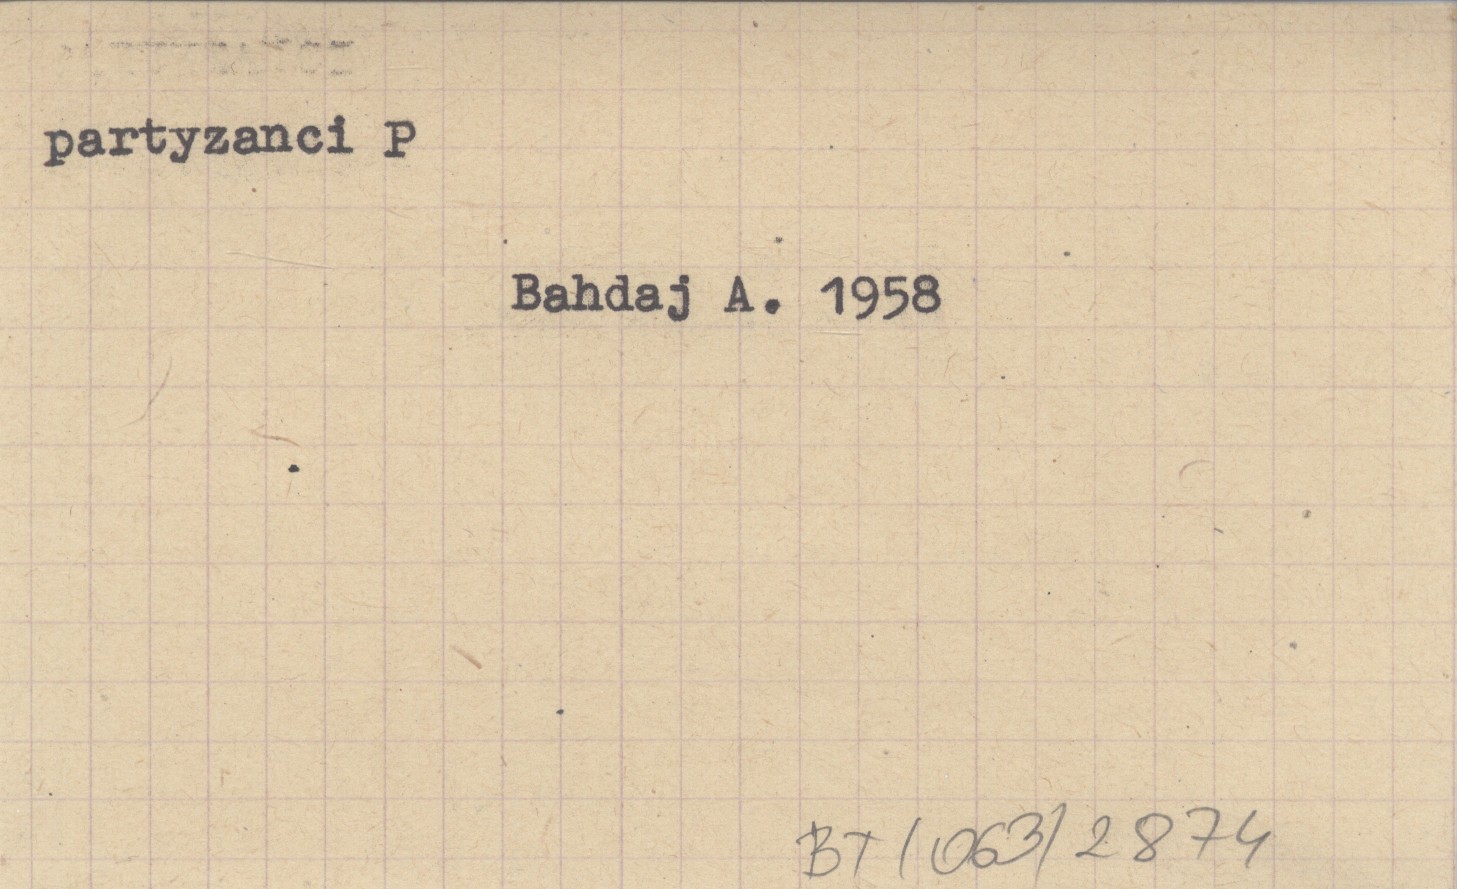 partyzanci P
Bahdaj A. 1958
BT/063/2874